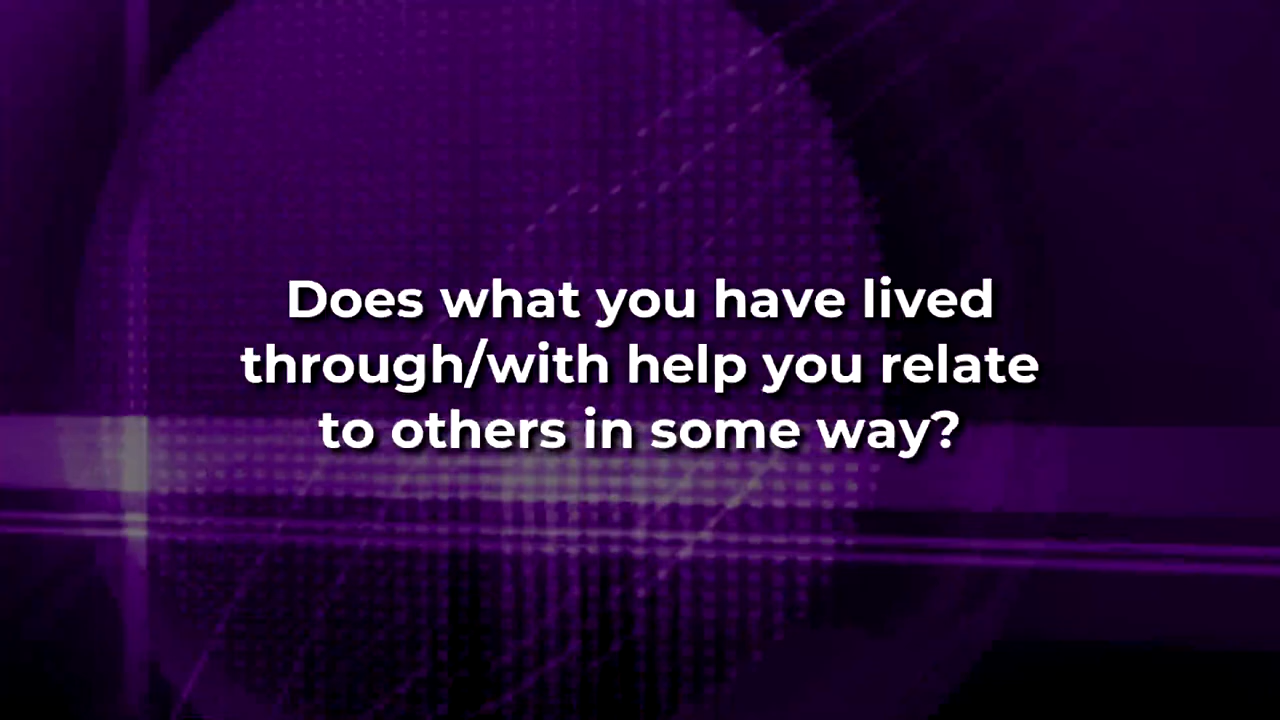 Does what you have lived
through/with help you relate
to others in some way?